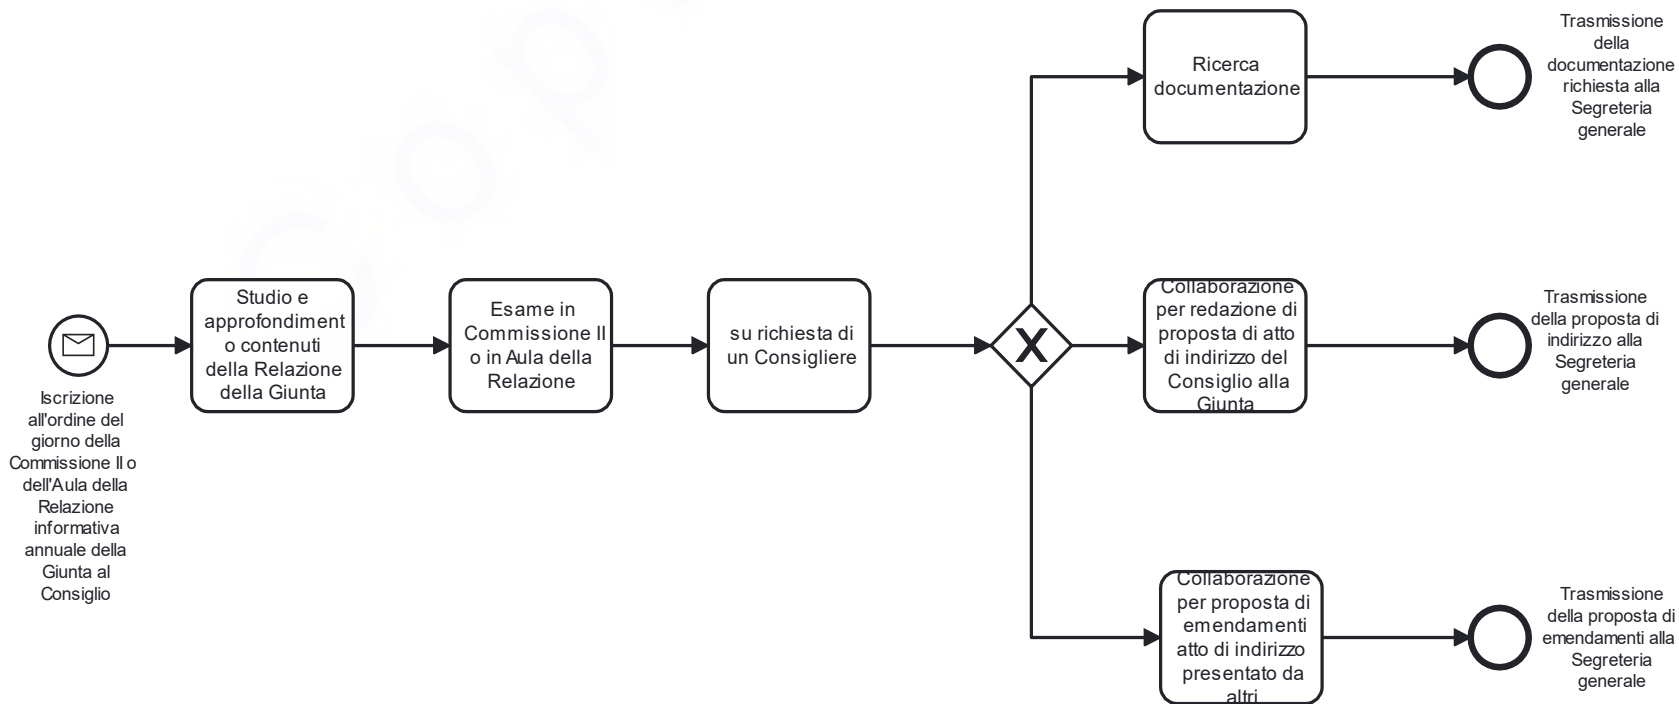 Iscrizione
all'ordine del
giorno della
Commissione II o
dell'Aula della
Relazione
informativa
annuale della
Giunta al
Consiglio
Studio e
approfondiment
o contenuti
della Relazione
della Giunta
Esame in
Commissione II
o in Aula della
Relazione
su richiesta di
un Consigliere
X
Ricerca
documentazione
Trasmissione
della
documentazione
richiesta alla
Segreteria
generale
Collaborazione
per redazione di
proposta di atto
di indirizzo del
Consiglio alla
Giunta
Trasmissione
della proposta di
indirizzo alla
Segreteria
generale
Collaborazione
per proposta di
emendamenti
atto di indirizzo
presentato da
altri
Trasmissione
della proposta di
emendamenti alla
Segreteria
generale